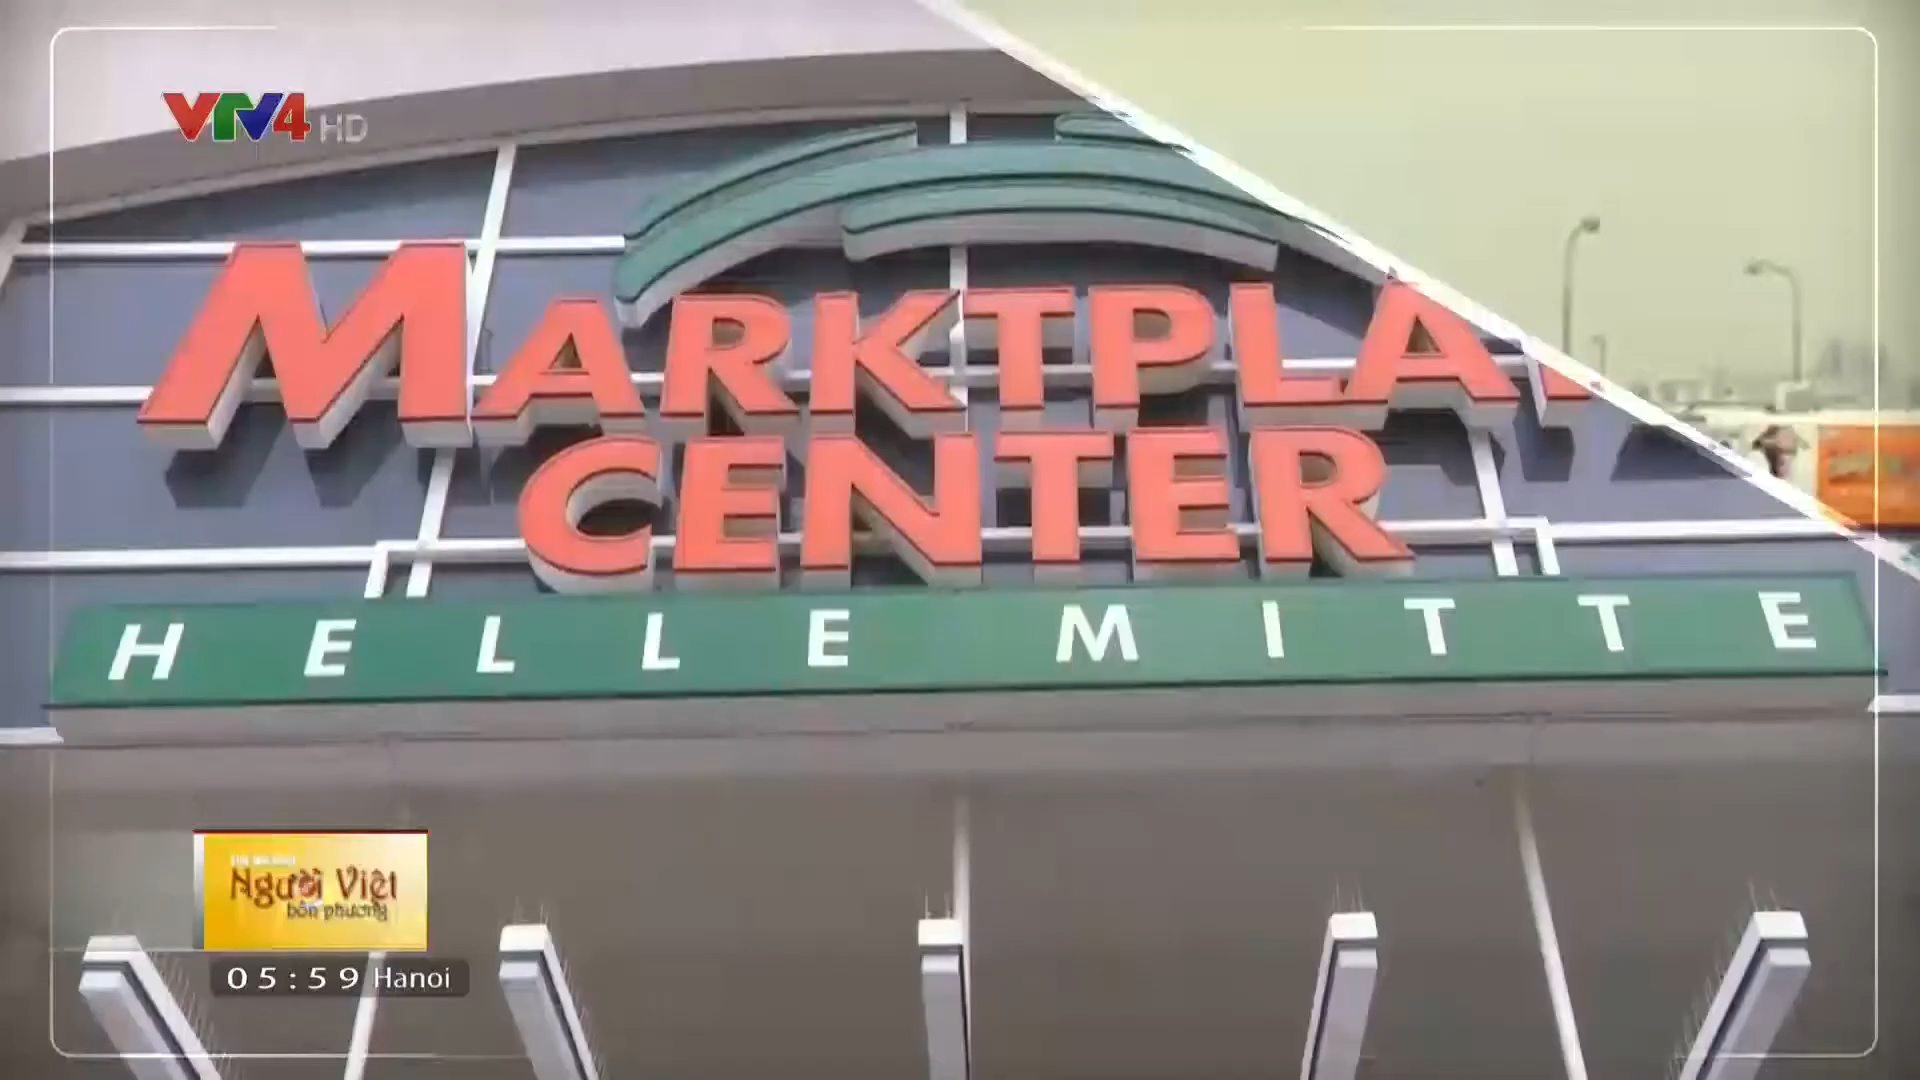 VTV4 HD
MARKTPLA
CENTER
HELLE MITTE
Người Việt
bốn phương
05:59 Hanoi